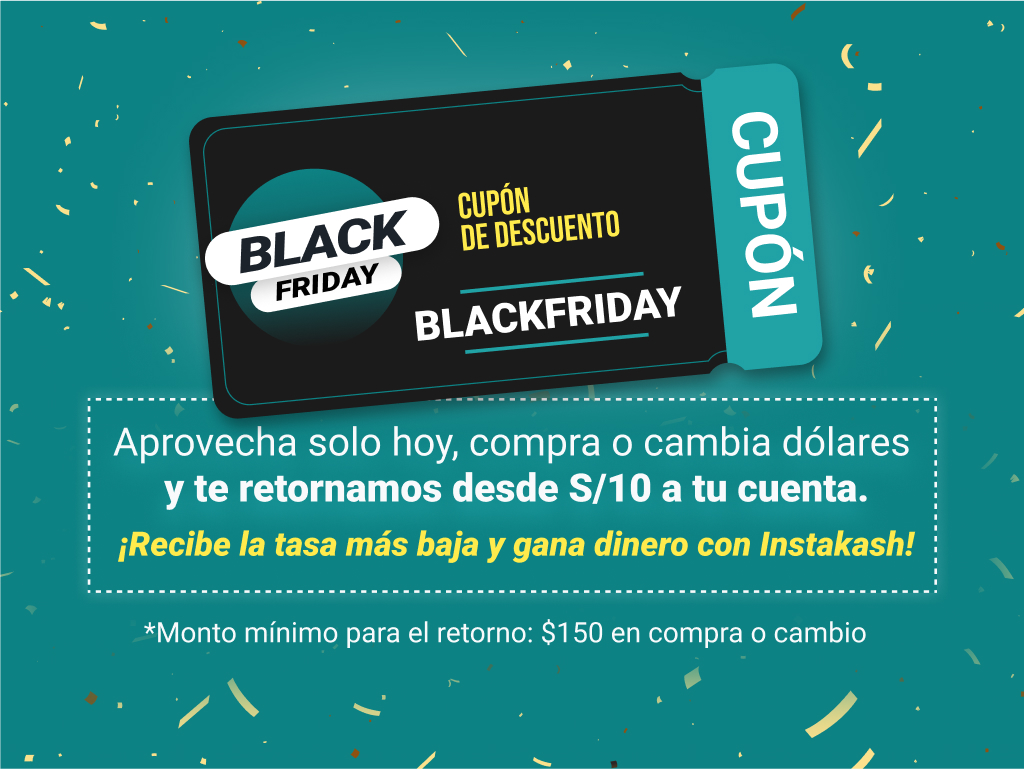 BLACK
FRIDAY
CUPÓN
DE DESCUENTO
BLACKFRIDAY
CUPÓN
Aprovecha solo hoy, compra o cambia dólares
y te retornamos desde S/10 a tu cuenta.
¡Recibe la tasa más baja y gana dinero con Instakash!
*Monto mínimo para el retorno: $150 en compra o cambio